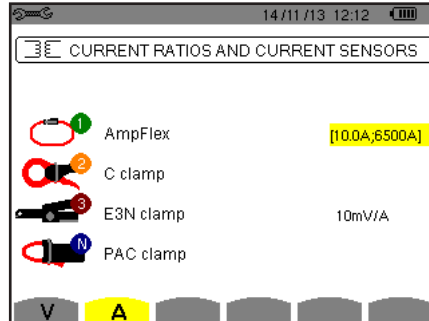 14/11/13 12:12
CURRENT RATIOS AND CURRENT SENSORS
1 AmpFlex [10.0A;6500A]
2 C clamp
3 E3N clamp 10mV/A
N PAC clamp
V A